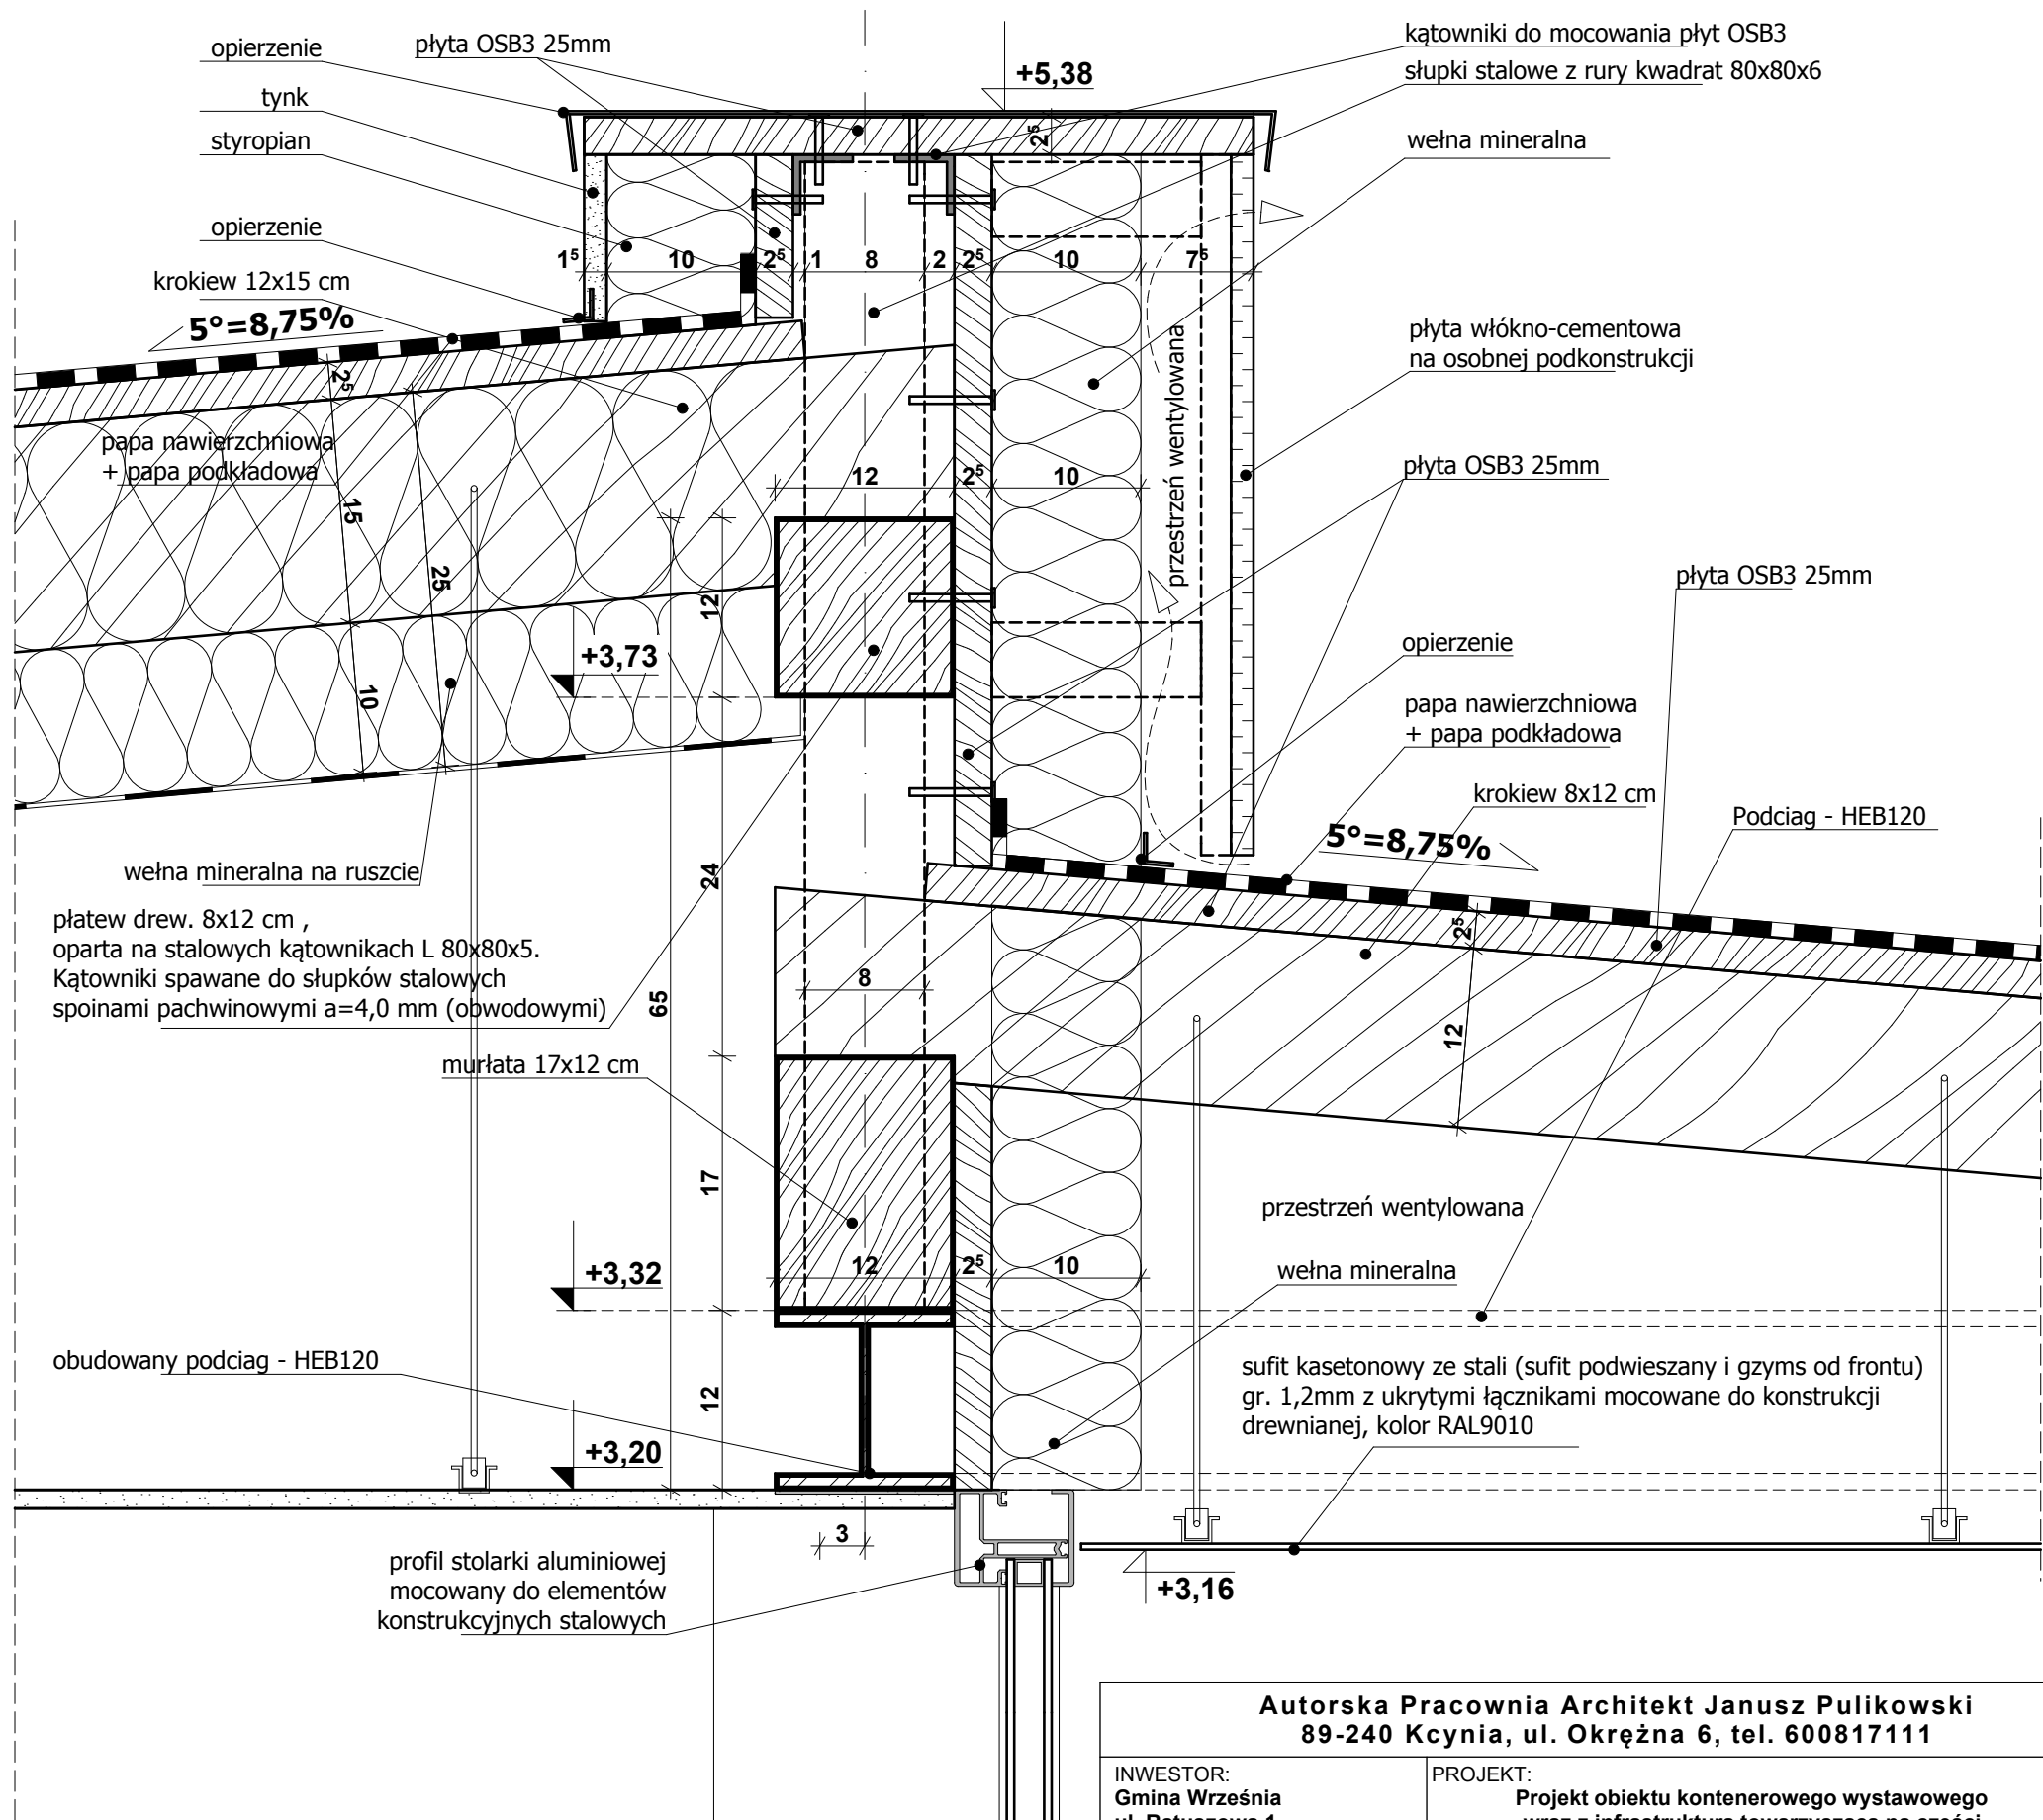 opierzenie
płyta OSB3 25mm
tynk
styropian
opierzenie
krokiew 12x15 cm
5°=8,75%
kątowniki do mocowania płyt OSB3
słupki stalowe z rury kwadrat 80x80x6
+5,38
wełna mineralna
2⁵
1⁵ 10 2⁵ 1 8 2 2⁵ 10 7⁵
płyta włókno-cementowa
na osobnej podkonstrukcji
przestrzeń wentylowana
papa nawierzchniowa
+ papa podkładowa
2⁵
15
25
10
12 2⁵ 10
płyta OSB3 25mm
płyta OSB3 25mm
12
+3,73
opierzenie
papa nawierzchniowa
+ papa podkładowa
krokiew 8x12 cm
5°=8,75%
Podciag - HEB120
wełna mineralna na ruszcie
24
płatew drew. 8x12 cm ,
oparta na stalowych kątownikach L 80x80x5.
Kątowniki spawane do słupków stalowych
spoinami pachwinowymi a=4,0 mm (obwodowymi)
65
8
2⁵
12
murłata 17x12 cm
17
przestrzeń wentylowana
+3,32
12 2⁵ 10
wełna mineralna
obudowany podciag - HEB120
12
sufit kasetonowy ze stali (sufit podwieszany i gzyms od frontu)
gr. 1,2mm z ukrytymi łącznikami mocowane do konstrukcji
drewnianej, kolor RAL9010
+3,20
3
profil stolarki aluminiowej
mocowany do elementów
konstrukcyjnych stalowych
+3,16
Autorska Pracownia Architekt Janusz Pulikowski
89-240 Kcynia, ul. Okrężna 6, tel. 600817111
INWESTOR:
Gmina Września
PROJEKT:
Projekt obiektu kontenerowego wystawowego